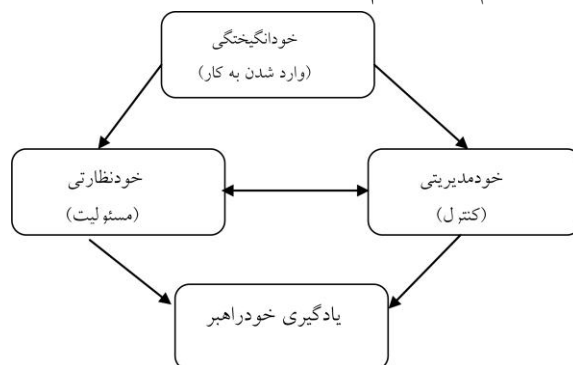 خودانگیختگی
(وارد شدن به کار)
خودمدیریتی
(کنترل)
خودنظارتی
(مسئولیت)
یادگیری خودراهبر